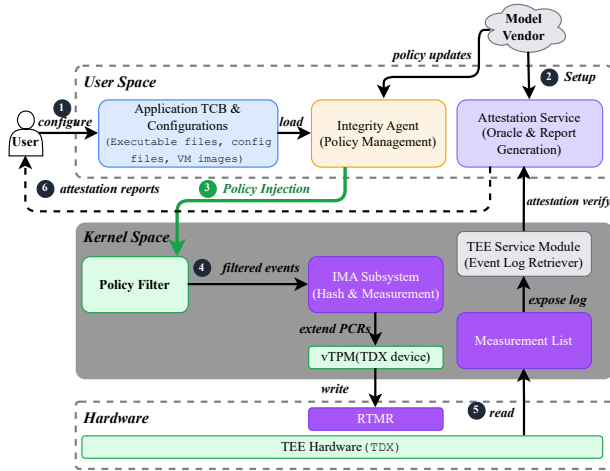 Model
Vendor
policy updates
User Space
2
Setup
1
configure
User
Application TCB &
Configurations
(Executable files, config
files, VM images)
load
Integrity Agent
(Policy Management)
Attestation Service
(Oracle & Report
Generation)
6
attestation reports
3
Policy Injection
attestation verify
Kernel Space
Policy Filter
4
filtered events
IMA Subsystem
(Hash & Measurement)
TEE Service Module
(Event Log Retriever)
extend PCRs
expose log
vTPM(TDX device)
Measurement List
write
5
read
Hardware
RTMR
TEE Hardware (TDX)